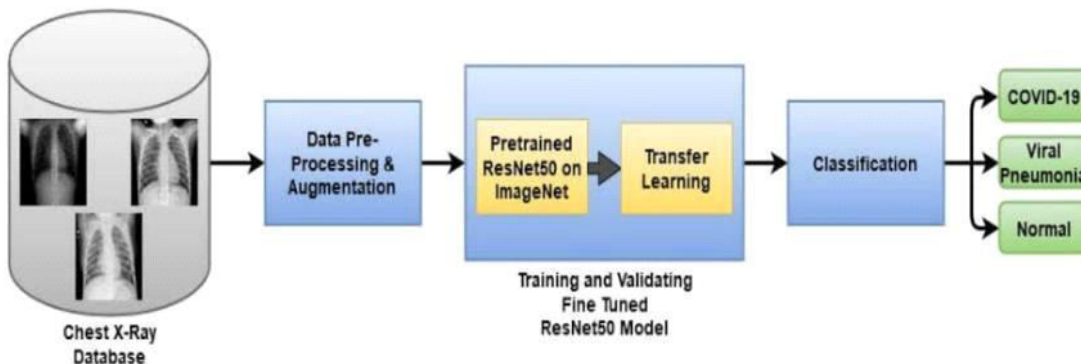 Chest X-Ray
Database
Data Pre-
Processing &
Augmentation
Pretrained
ResNet50 on
ImageNet
Transfer
Learning
Training and Validating
Fine Tuned
ResNet50 Model
Classification
COVID-19
Viral
Pneumonia
Normal